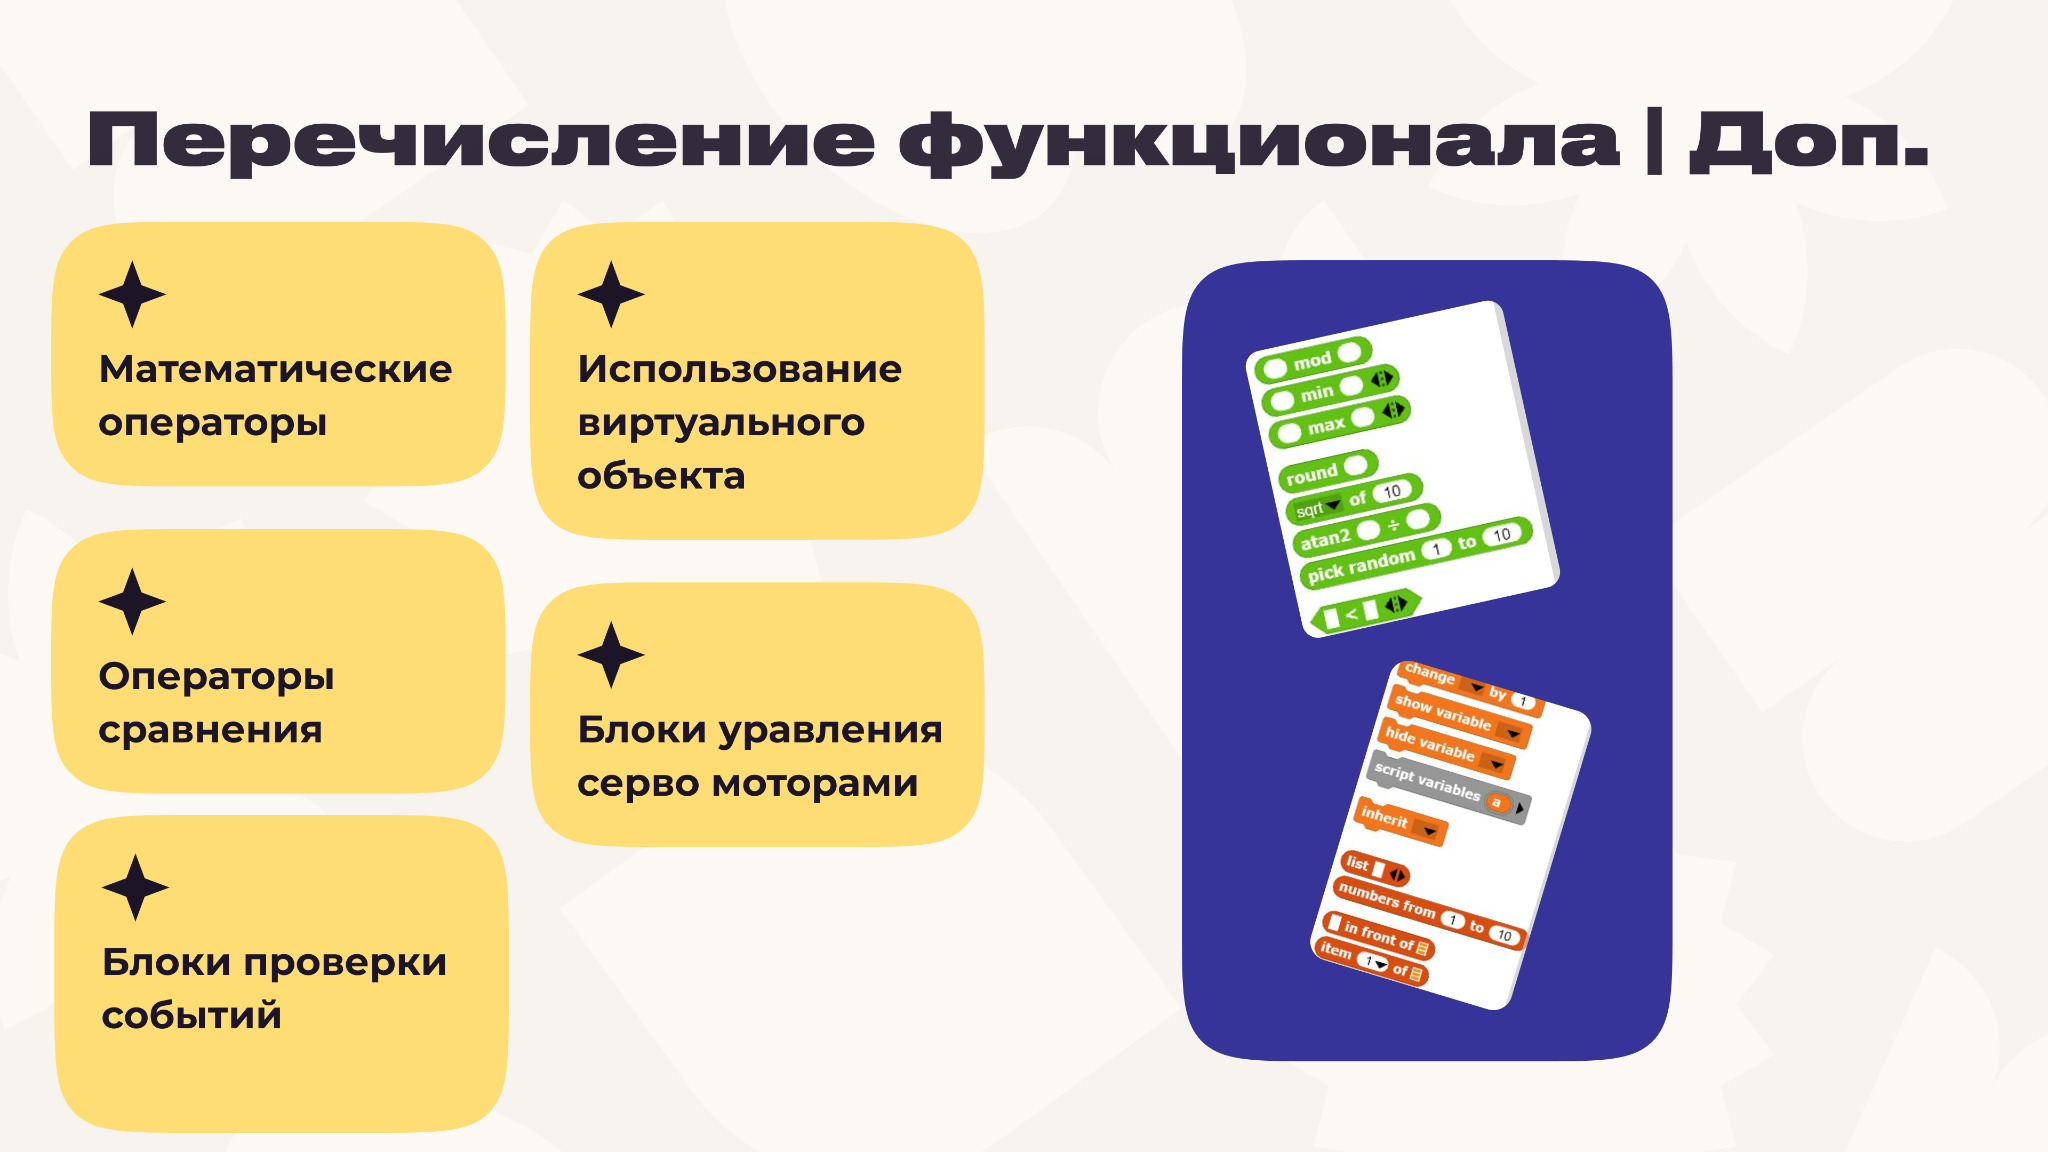 Перечисление функционала | Доп.
Математические
операторы
Использование
виртуального
объекта
Операторы
сравнения
Блоки уравления
серво моторами
Блоки проверки
событий
mod
min
max
round
sqrt of 10
atan2 ÷
pick random 1 to 10
<
change by 1
show variable
hide variable
script variables a
inherit
list
numbers from 1 to 10
in front of
item 1 of